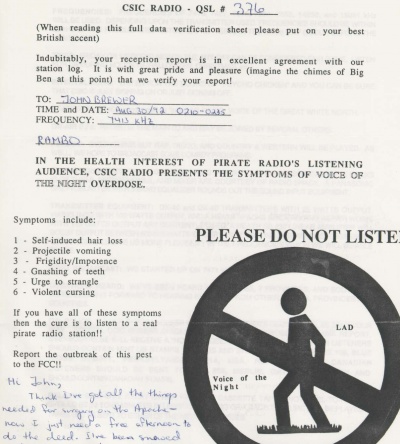 CSIC RADIO - QSL # 376
(When reading this full data verification sheet please put on your best
British accent)
Indubitably, your reception report is in excellent agreement with our
station log. It is with great pride and pleasure (imagine the chimes of Big
Ben at this point) that we verify your report!
TO: JOHN BREWER
TIME and DATE: AUG 30/92 0210-0235
FREQUENCY: 7413 KHZ
RAMBO
IN THE HEALTH INTEREST OF PIRATE RADIO'S LISTENING
AUDIENCE, CSIC RADIO PRESENTS THE SYMPTOMS OF VOICE OF
THE NIGHT OVERDOSE.
Symptoms include:
1 - Self-induced hair loss
2 - Projectile vomiting
3 - Frigidity/Impotence
4 - Gnashing of teeth
5 - Urge to strangle
6 - Violent cursing
If you have all of these symptoms
then the cure is to listen to a real
pirate radio station!!
Report the outbreak of this pest
to the FCC!!
PLEASE DO NOT LISTE
LAD
Voice of the
Night
Hi John,
Think I've got all the things
needed for surgery on the Apache -
now I just need a free afternoon to
do the deed. I've been snowed